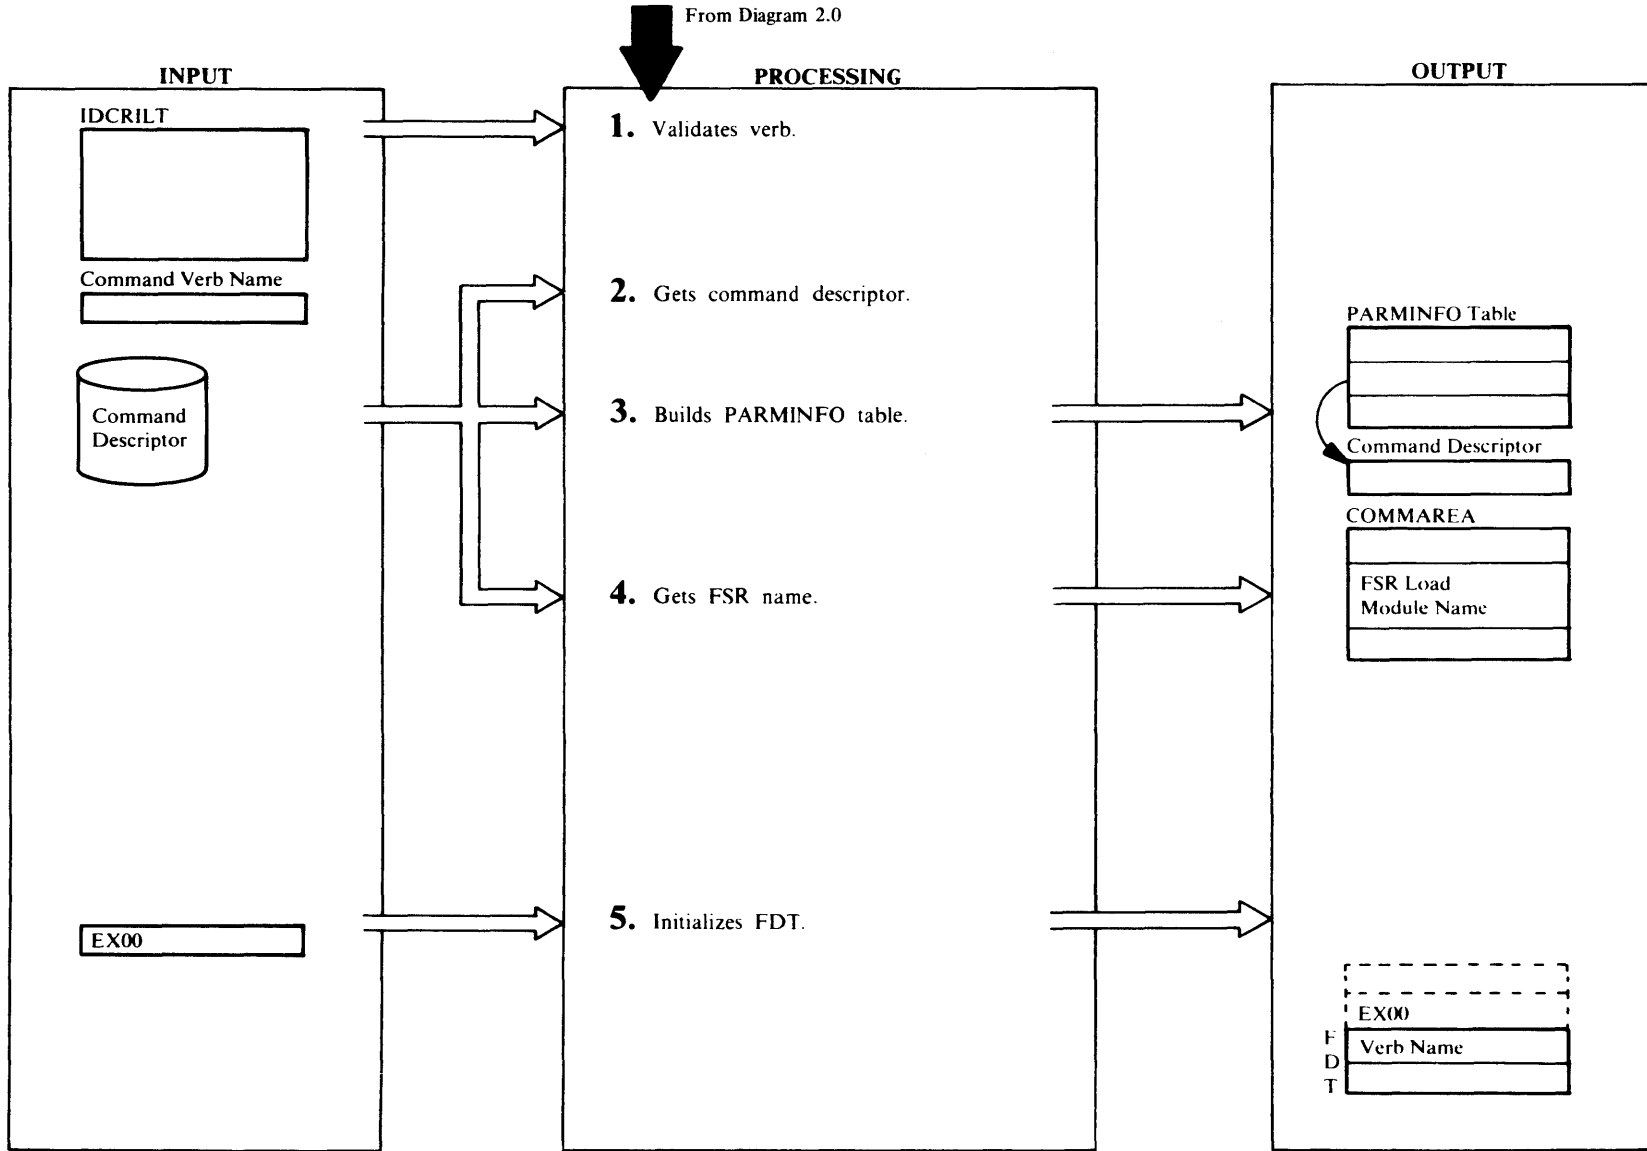 From Diagram 2.0
INPUT
IDCRILT
Command Verb Name
Command
Descriptor
EX00
PROCESSING
1. Validates verb.
2. Gets command descriptor.
3. Builds PARMINFO table.
4. Gets FSR name.
5. Initializes FDT.
OUTPUT
PARMINFO Table
Command Descriptor
COMMAREA
FSR Load
Module Name
EX00
FDT
Verb Name